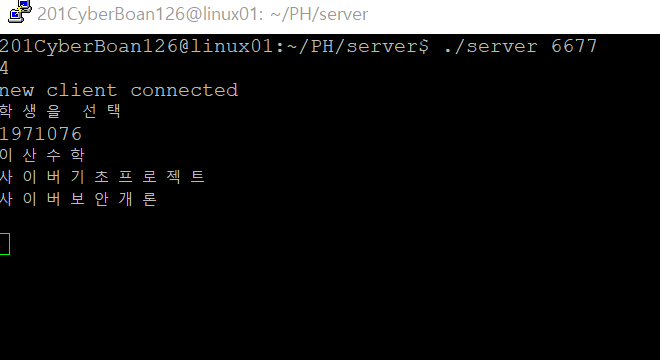 201CyberBoan126@linux01: ~/PH/server
201CyberBoan126@linux01:~/PH/server$ ./server 6677
4
new client connected
학생을 선택
1971076
이산수학
사이버기초프로젝트
사이버보안개론